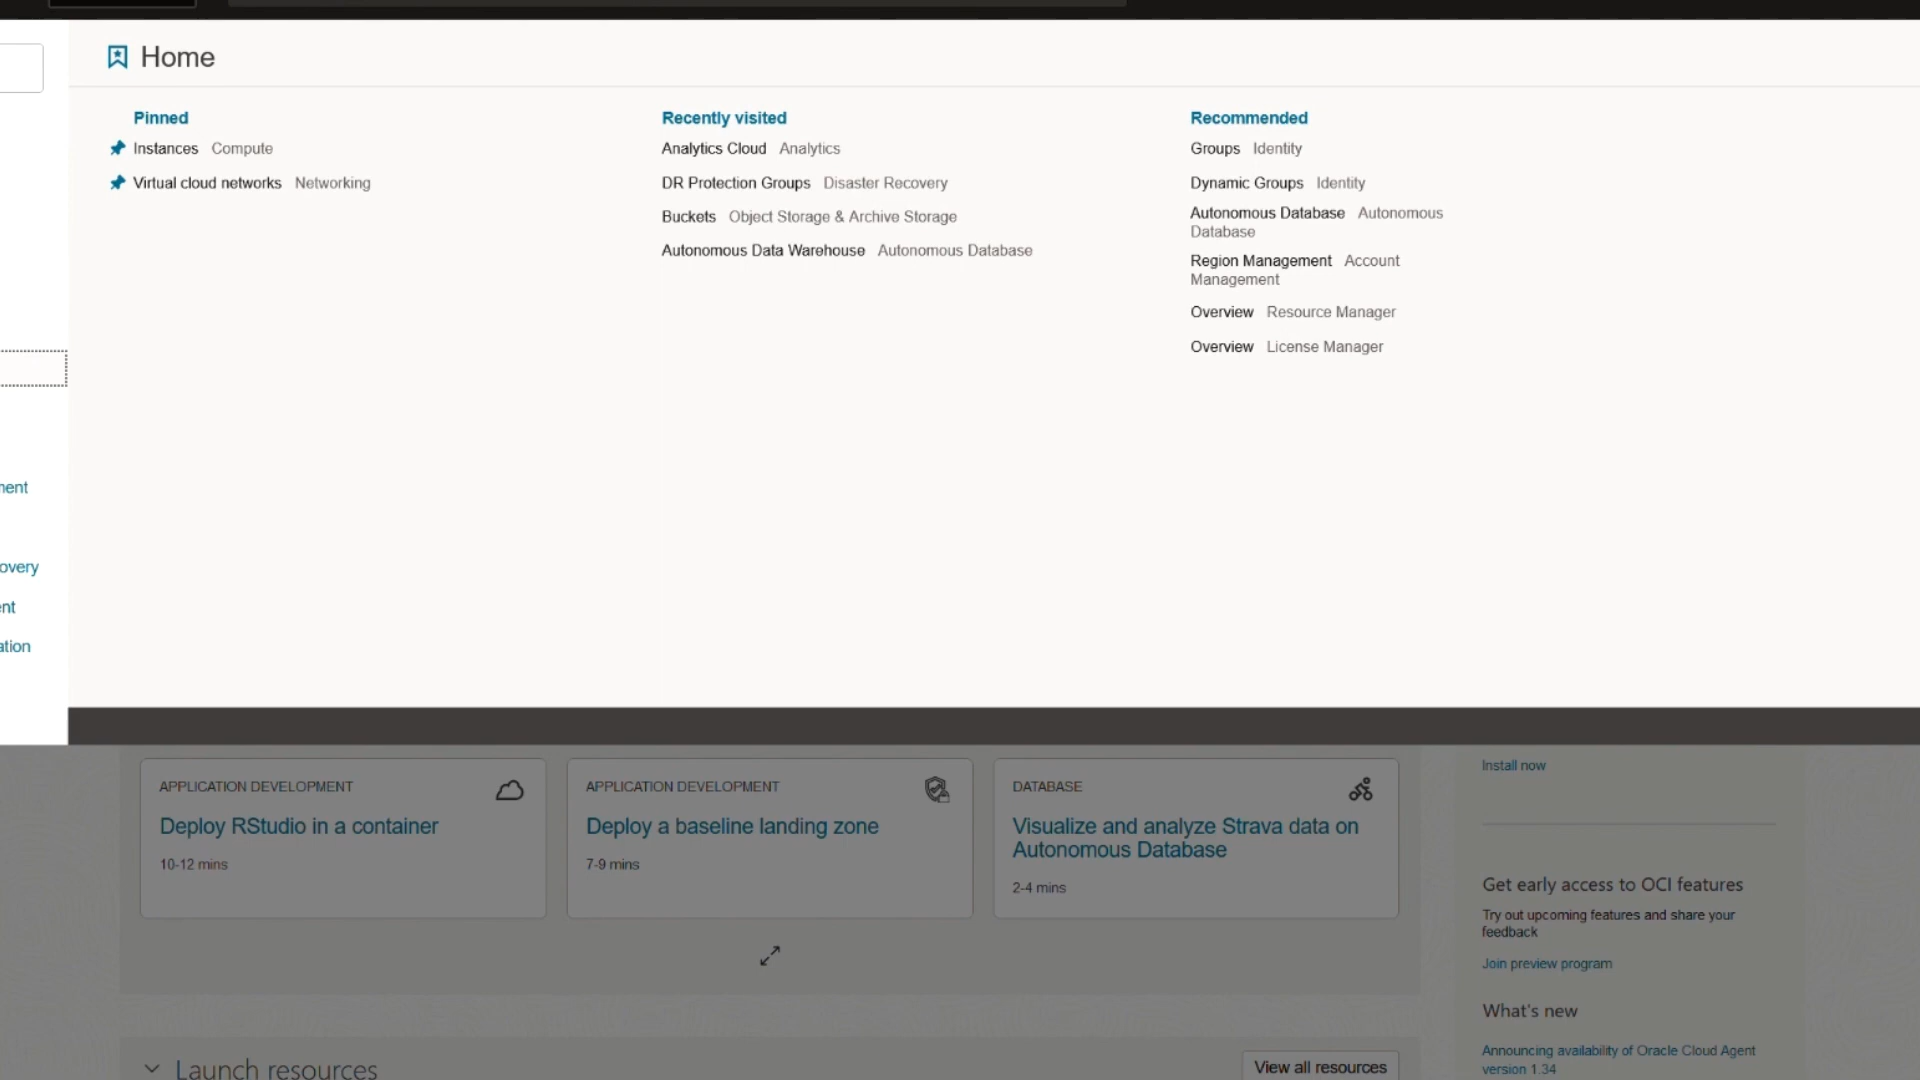 Home
Pinned
Instances Compute
Virtual cloud networks Networking
Recently visited
Analytics Cloud Analytics
DR Protection Groups Disaster Recovery
Buckets Object Storage & Archive Storage
Autonomous Data Warehouse Autonomous Database
Recommended
Groups Identity
Dynamic Groups Identity
Autonomous Database Autonomous
Database
Region Management Account
Management
Overview Resource Manager
Overview License Manager
ment
overy
ent
ation
APPLICATION DEVELOPMENT
Deploy RStudio in a container
10-12 mins
APPLICATION DEVELOPMENT
Deploy a baseline landing zone
7-9 mins
DATABASE
Visualize and analyze Strava data on
Autonomous Database
2-4 mins
Launch resources
View all resources
Install now
Get early access to OCI features
Try out upcoming features and share your
feedback
Join preview program
What's new
Announcing availability of Oracle Cloud Agent
version 1.34